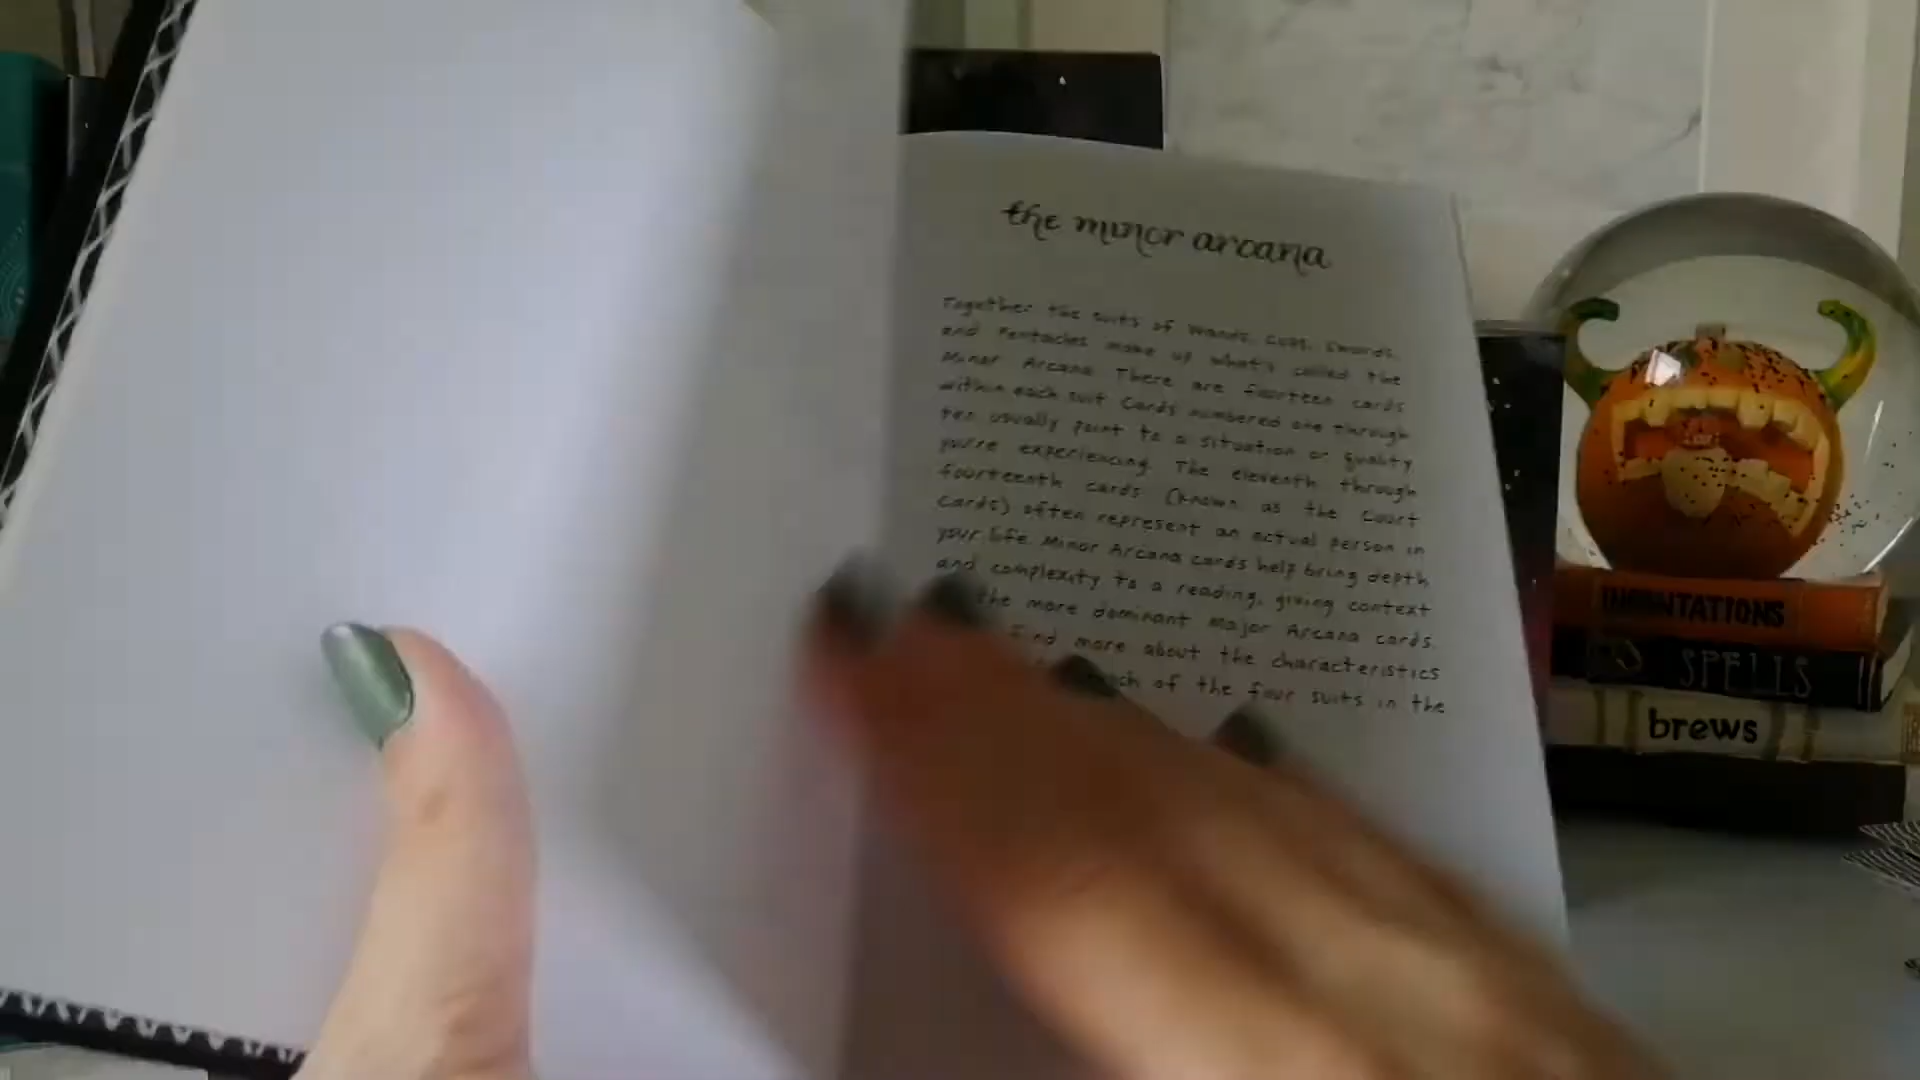 the minor arcana
Together the suits of Wands, Cups, Swords,
and Pentacles make up what's called the
Minor Arcana. There are fourteen cards
within each suit. Cards numbered one through
ten usually point to a situation or quality
you're experiencing. The eleventh through
fourteenth cards (known as the Court
Cards) often represent an actual person in
your life. Minor Arcana cards help bring depth
and complexity to a reading, giving context
the more dominant Major Arcana cards.
find more about the characteristics
each of the four suits in the
INCANTATIONS
SPELLS
brews